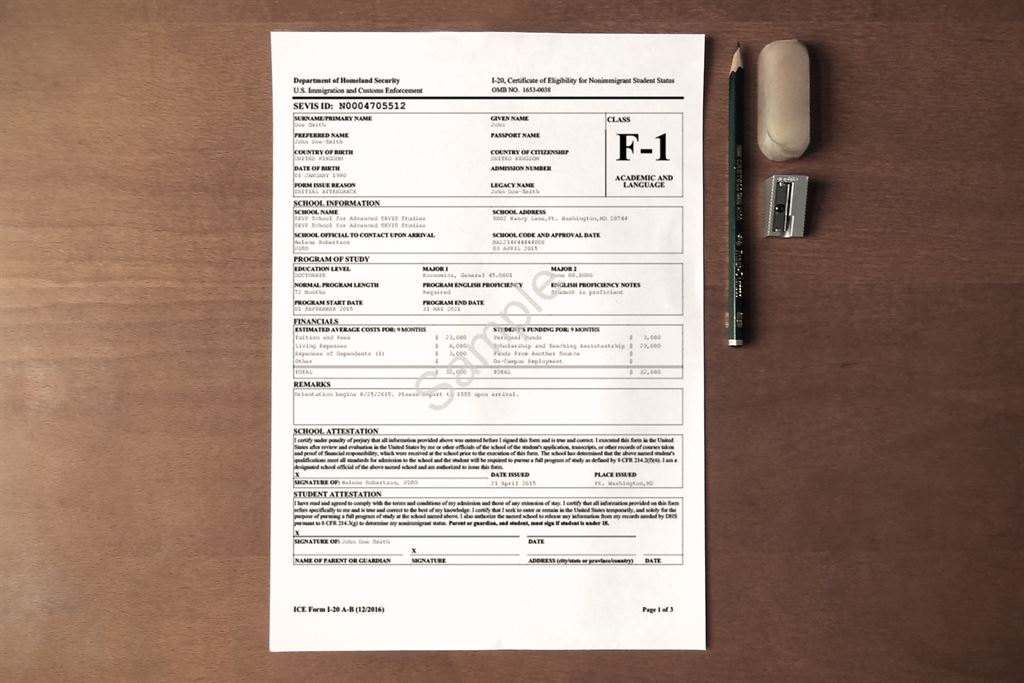 Department of Homeland Security
U.S. Immigration and Customs Enforcement
I-20, Certificate of Eligibility for Nonimmigrant Student Status
OMB NO. 1653-0038
SEVIS ID: N0004705512
SURNAME/PRIMARY NAME
Doe Smith
GIVEN NAME
John
CLASS
PREFERRED NAME
John Doe-Smith
PASSPORT NAME
F-1
COUNTRY OF BIRTH
UNITED KINGDOM
COUNTRY OF CITIZENSHIP
UNITED KINGDOM
DATE OF BIRTH
01 JANUARY 1980
ADMISSION NUMBER
ACADEMIC AND
LANGUAGE
FORM ISSUE REASON
INITIAL ATTENDANCE
LEGACY NAME
John Doe-Smith
SCHOOL INFORMATION
SCHOOL NAME
SEVP School for Advanced SEVIS Studies
SEVP School for Advanced SEVIS Studies
SCHOOL ADDRESS
9002 Nancy Lane,Ft. Washington,MD 20744
SCHOOL OFFICIAL TO CONTACT UPON ARRIVAL
Helene Robertson
PDSO
SCHOOL CODE AND APPROVAL DATE
BAL214F44444000
03 APRIL 2015
PROGRAM OF STUDY
EDUCATION LEVEL
DOCTORATE
MAJOR 1
Economics, General 45.0601
MAJOR 2
None 00.0000
NORMAL PROGRAM LENGTH
72 Months
PROGRAM ENGLISH PROFICIENCY
Required
ENGLISH PROFICIENCY NOTES
Student is proficient
PROGRAM START DATE
01 SEPTEMBER 2015
PROGRAM END DATE
31 MAY 2021
FINANCIALS
ESTIMATED AVERAGE COSTS FOR: 9 MONTHS
Tuition and Fees $ 23,000
Living Expenses $ 6,000
Expenses of Dependents (1) $ 3,000
Other $
TOTAL $ 32,000
STUDENT'S FUNDING FOR: 9 MONTHS
Personal Funds $ 3,000
Scholarship and Teaching Assistantship $ 29,000
Funds From Another Source $
On-Campus Employment $
TOTAL $ 32,000
REMARKS
Orientation begins 8/25/2015. Please report to ISSS upon arrival.
Sample
SCHOOL ATTESTATION
I certify under penalty of perjury that all information provided above was entered before I signed this form and is true and correct. I executed this form in the United
States after review and evaluation in the United States by me or other officials of the school of the student's application, transcripts, or other records of courses taken
and proof of financial responsibility, which were received at the school prior to the execution of this form. The school has determined that the above named student's
qualifications meet all standards for admission to the school and the student will be required to pursue a full program of study as defined by 8 CFR 214.2(f)(6). I am a
designated school official of the above named school and am authorized to issue this form.
X
SIGNATURE OF: Helene Robertson, PDSO
DATE ISSUED
21 April 2015
PLACE ISSUED
Ft. Washington,MD
STUDENT ATTESTATION
I have read and agreed to comply with the terms and conditions of my admission and those of any extension of stay. I certify that all information provided on this form
refers specifically to me and is true and correct to the best of my knowledge. I certify that I seek to enter or remain in the United States temporarily, and solely for the
purpose of pursuing a full program of study at the school named above. I also authorize the named school to release any information from my records needed by DHS
pursuant to 8 CFR 214.3(g) to determine my nonimmigrant status. Parent or guardian, and student, must sign if student is under 18.
X
SIGNATURE OF: John Doe Smith
DATE
X
NAME OF PARENT OR GUARDIAN
SIGNATURE
ADDRESS (city/state or province/country)
DATE
ICE Form I-20 A-B (12/2016)
Page 1 of 3